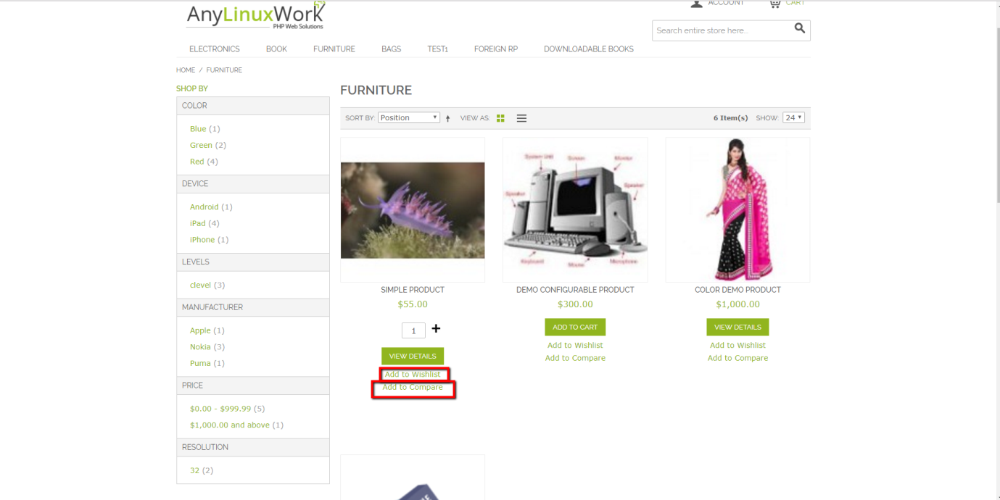 AnyLinuxWork
PHP Web Solutions
ACCOUNT
CART
Search entire store here...
ELECTRONICS BOOK FURNITURE BAGS TEST1 FOREIGN RP DOWNLOADABLE BOOKS
HOME / FURNITURE
SHOP BY
COLOR
Blue (1)
Green (2)
Red (4)
DEVICE
Android (1)
iPad (4)
iPhone (1)
LEVELS
clevel (3)
MANUFACTURER
Apple (1)
Nokia (3)
Puma (1)
PRICE
$0.00 - $999.99 (5)
$1,000.00 and above (1)
RESOLUTION
32 (2)
FURNITURE
SORT BY: Position VIEW AS: 6 Item(s) SHOW: 24
System Unit
Screen
Monitor
Speaker
Speaker
Keyboard
Mouse
Microphone
SIMPLE PRODUCT
$55.00
1 +
VIEW DETAILS
Add to Wishlist
Add to Compare
DEMO CONFIGURABLE PRODUCT
$300.00
ADD TO CART
Add to Wishlist
Add to Compare
COLOR DEMO PRODUCT
$1,000.00
VIEW DETAILS
Add to Wishlist
Add to Compare